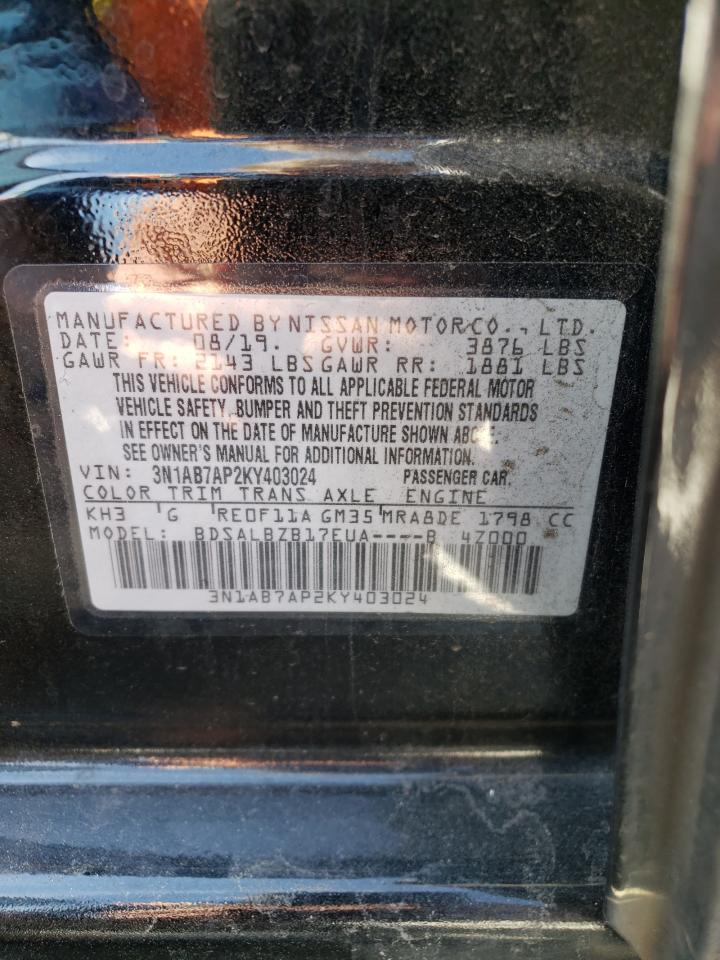 MANUFACTURED BY NISSAN MOTOR CO., LTD.
DATE: 08/19. GVWR: 3876 LBS
GAWR FR: 2143 LBS GAWR RR: 1881 LBS
THIS VEHICLE CONFORMS TO ALL APPLICABLE FEDERAL MOTOR
VEHICLE SAFETY, BUMPER AND THEFT PREVENTION STANDARDS
IN EFFECT ON THE DATE OF MANUFACTURE SHOWN ABOVE.
SEE OWNER'S MANUAL FOR ADDITIONAL INFORMATION.
VIN: 3N1AB7AP2KY403024 PASSENGER CAR.
COLOR TRIM TRANS AXLE ENGINE
KH3 G RE0F11A GM35 MRA8DE 1798 CC
MODEL: BDSALBZB17EUA----B 47000
3N1AB7AP2KY403024